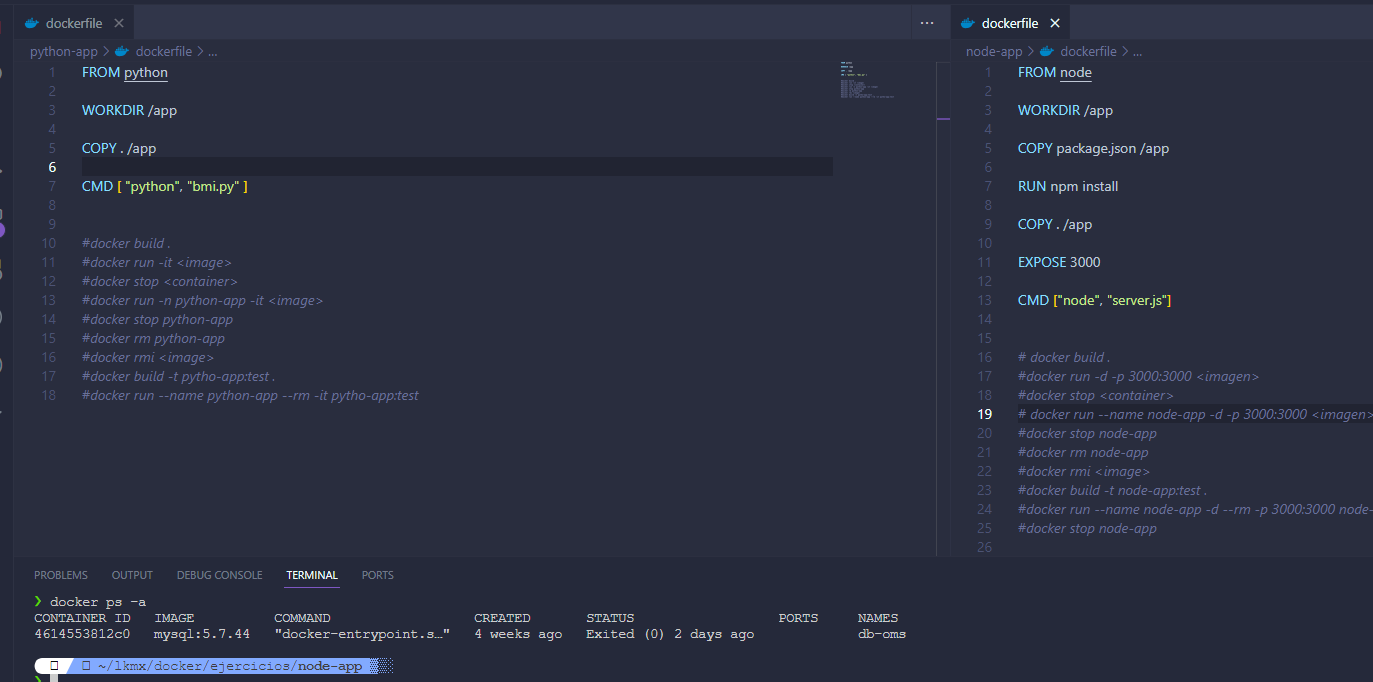 dockerfile
python-app > dockerfile > ...
1 FROM python
2
3 WORKDIR /app
4
5 COPY . /app
6
7 CMD [ "python", "bmi.py" ]
8
9
10 #docker build .
11 #docker run -it <image>
12 #docker stop <container>
13 #docker run -n python-app -it <image>
14 #docker stop python-app
15 #docker rm python-app
16 #docker rmi <image>
17 #docker build -t pytho-app:test .
18 #docker run --name python-app --rm -it pytho-app:test
dockerfile
node-app > dockerfile > ...
1 FROM node
2
3 WORKDIR /app
4
5 COPY package.json /app
6
7 RUN npm install
8
9 COPY . /app
10
11 EXPOSE 3000
12
13 CMD ["node", "server.js"]
14
15
16 # docker build .
17 #docker run -d -p 3000:3000 <imagen>
18 #docker stop <container>
19 # docker run --name node-app -d -p 3000:3000 <imagen>
20 #docker stop node-app
21 #docker rm node-app
22 #docker rmi <image>
23 #docker build -t node-app:test .
24 #docker run --name node-app -d --rm -p 3000:3000 node-
25 #docker stop node-app
26
PROBLEMS OUTPUT DEBUG CONSOLE TERMINAL PORTS
❯ docker ps -a
CONTAINER ID IMAGE COMMAND CREATED STATUS PORTS NAMES
4614553812c0 mysql:5.7.44 "docker-entrypoint.s…" 4 weeks ago Exited (0) 2 days ago db-oms
~/lkmx/docker/ejercicios/node-app
❯